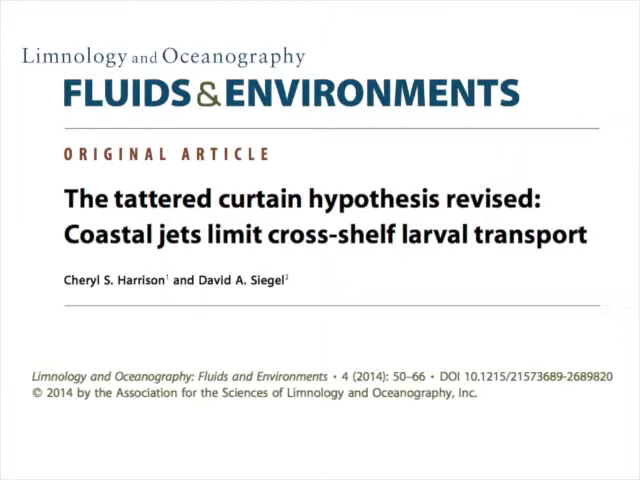 Limnology and Oceanography
FLUIDS & ENVIRONMENTS
ORIGINAL ARTICLE
The tattered curtain hypothesis revised:
Coastal jets limit cross-shelf larval transport
Cheryl S. Harrison¹ and David A. Siegel²
Limnology and Oceanography: Fluids and Environments • 4 (2014): 50–66 • DOI 10.1215/21573689-2689820
© 2014 by the Association for the Sciences of Limnology and Oceanography, Inc.